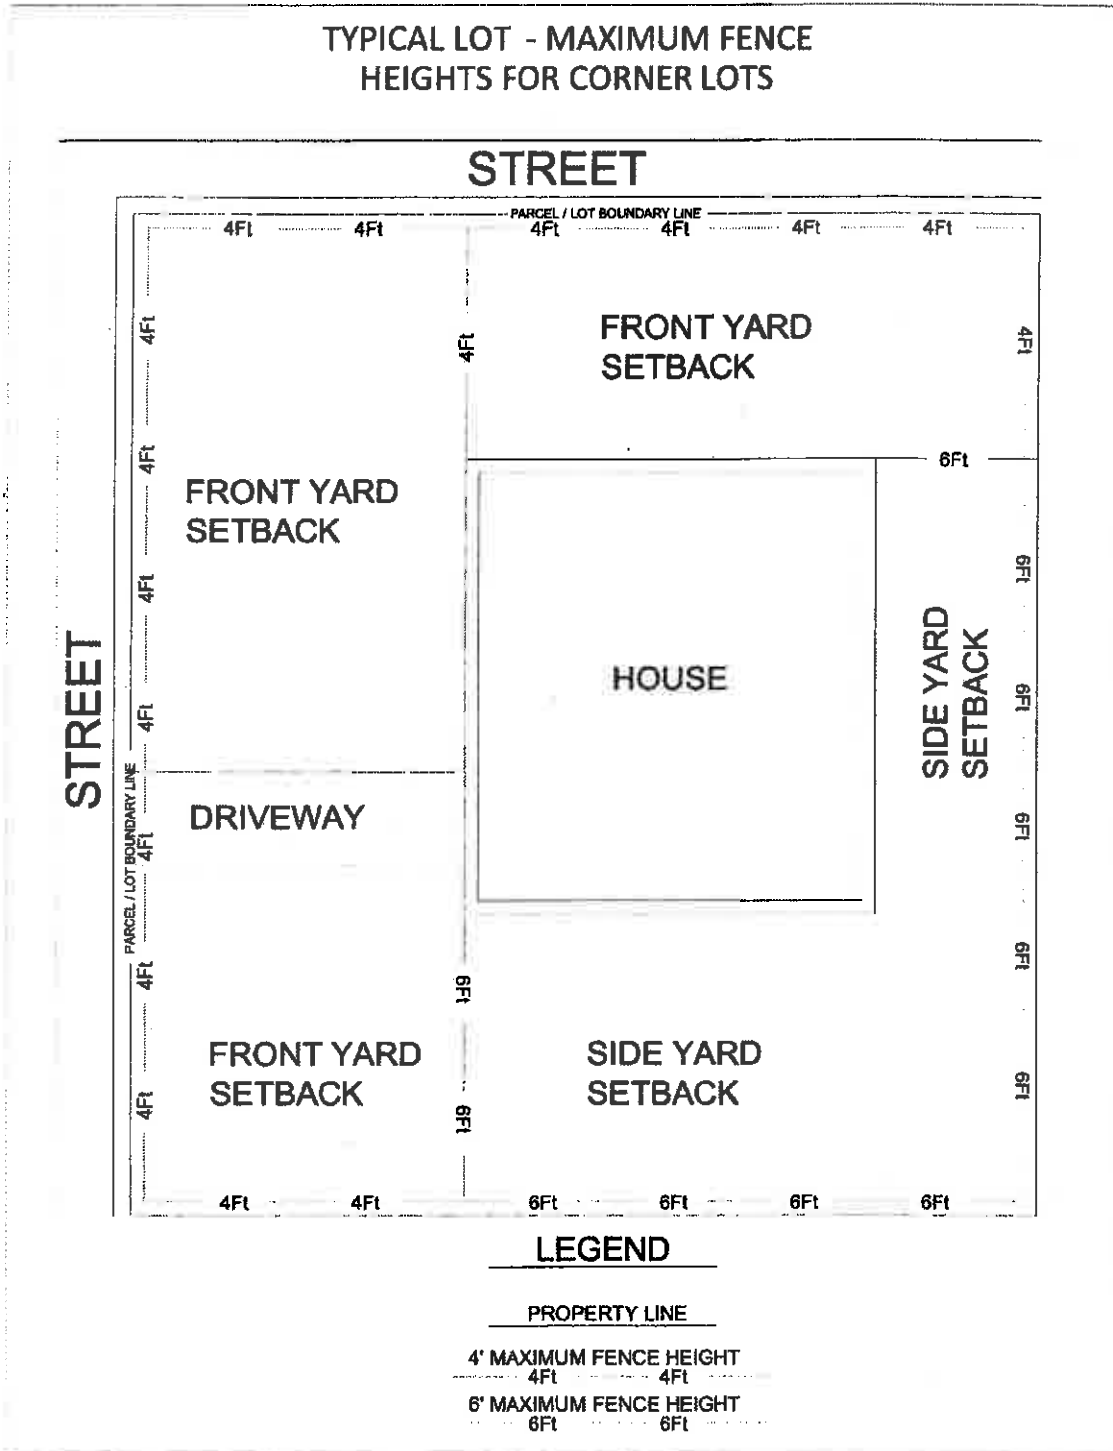 TYPICAL LOT - MAXIMUM FENCE
HEIGHTS FOR CORNER LOTS
STREET
PARCEL / LOT BOUNDARY LINE
4Ft 4Ft 4Ft 4Ft 4Ft 4Ft
4Ft
4Ft
4Ft
FRONT YARD
SETBACK
4Ft
6Ft
FRONT YARD
SETBACK
4Ft
6Ft
HOUSE
SIDE YARD
SETBACK
6Ft
STREET
4Ft
PARCEL / LOT BOUNDARY LINE
DRIVEWAY
4Ft
6Ft
4Ft
6Ft
6Ft
FRONT YARD
SETBACK
SIDE YARD
SETBACK
4Ft
6Ft
6Ft
4Ft 4Ft 6Ft 6Ft 6Ft 6Ft
LEGEND
PROPERTY LINE
4' MAXIMUM FENCE HEIGHT
4Ft 4Ft
6' MAXIMUM FENCE HEIGHT
6Ft 6Ft